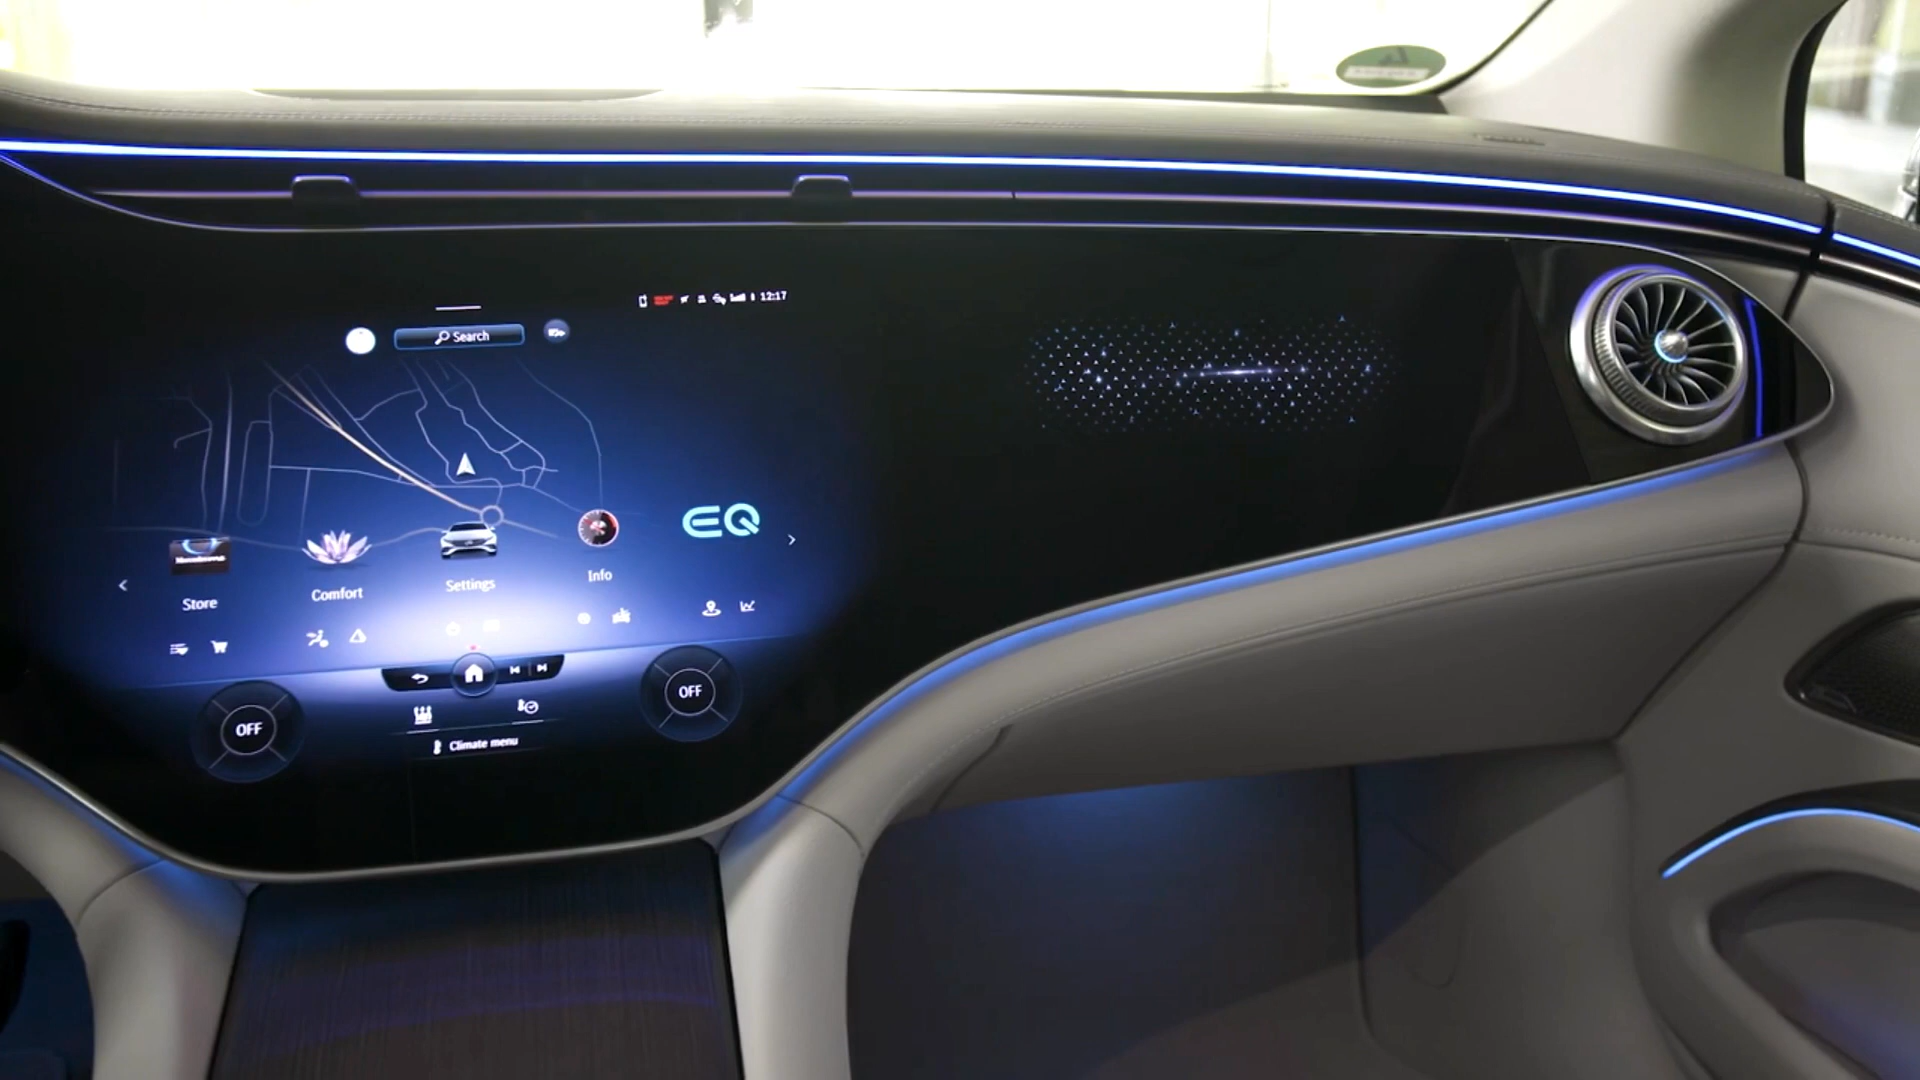 12:17
Search
EQ
Info
Settings
Comfort
Store
OFF
OFF
Climate menu